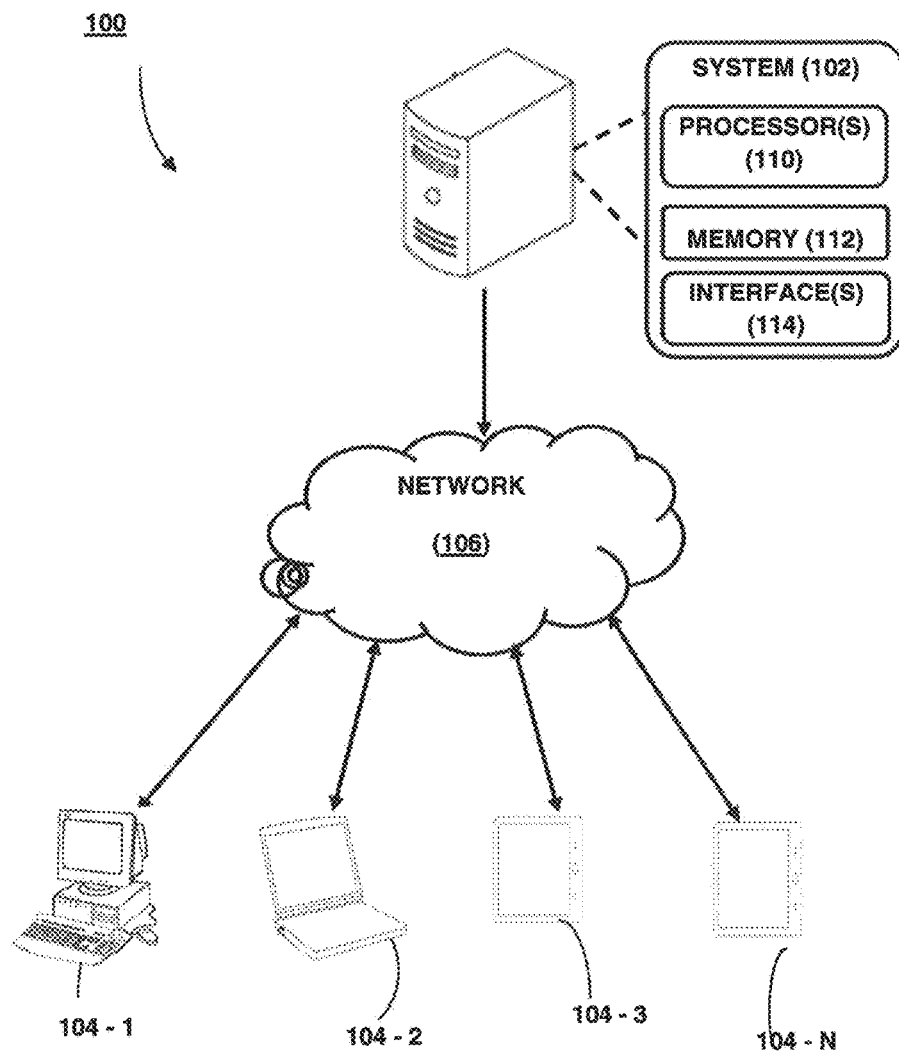 100
SYSTEM (102)
PROCESSOR(S)
(110)
MEMORY (112)
INTERFACE(S)
(114)
NETWORK
(106)
104 - 1
104 - 2
104 - 3
104 - N